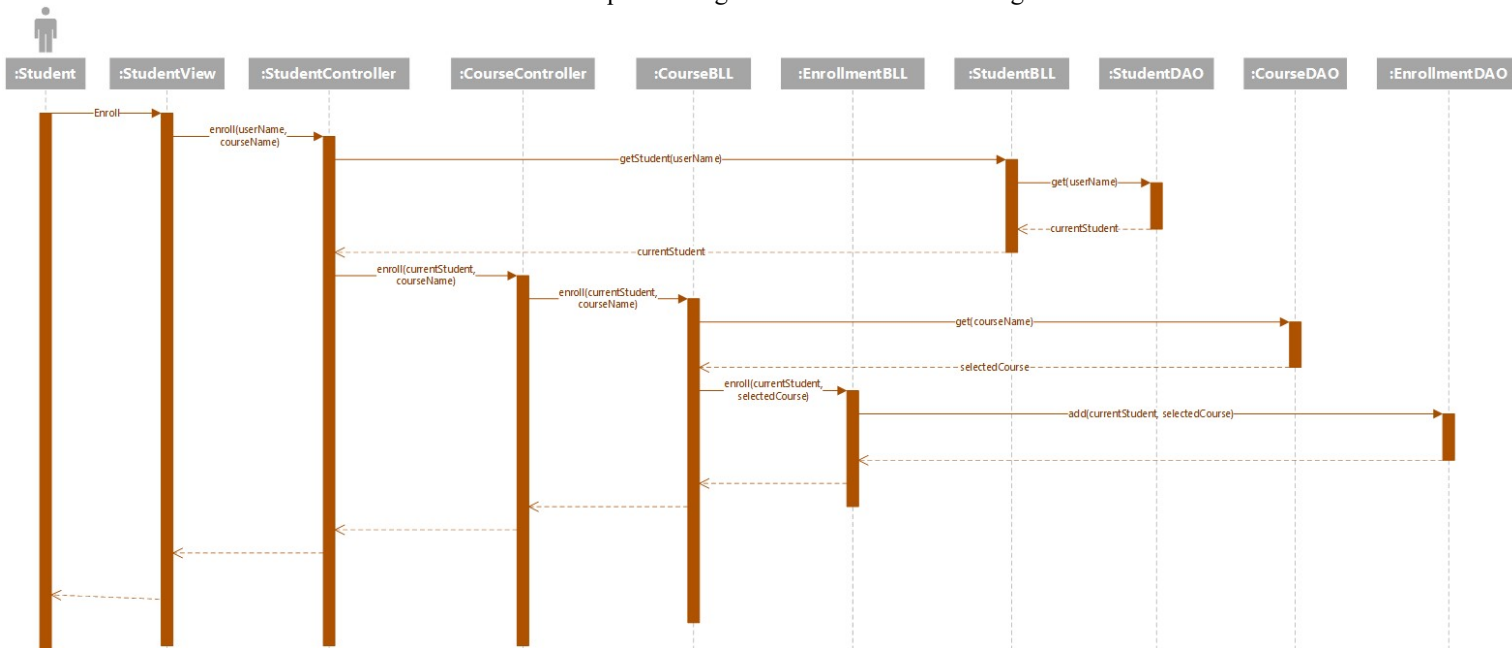 :Student
:StudentView
:StudentController
:CourseController
:CourseBLL
:EnrollmentBLL
:StudentBLL
:StudentDAO
:CourseDAO
:EnrollmentDAO
Enroll
enroll(userName,
courseName)
getStudent(userName)
get(userName)
currentStudent
currentStudent
enroll(currentStudent,
courseName)
enroll(currentStudent,
courseName)
get(courseName)
selectedCourse
enroll(currentStudent,
selectedCourse)
add(currentStudent, selectedCourse)